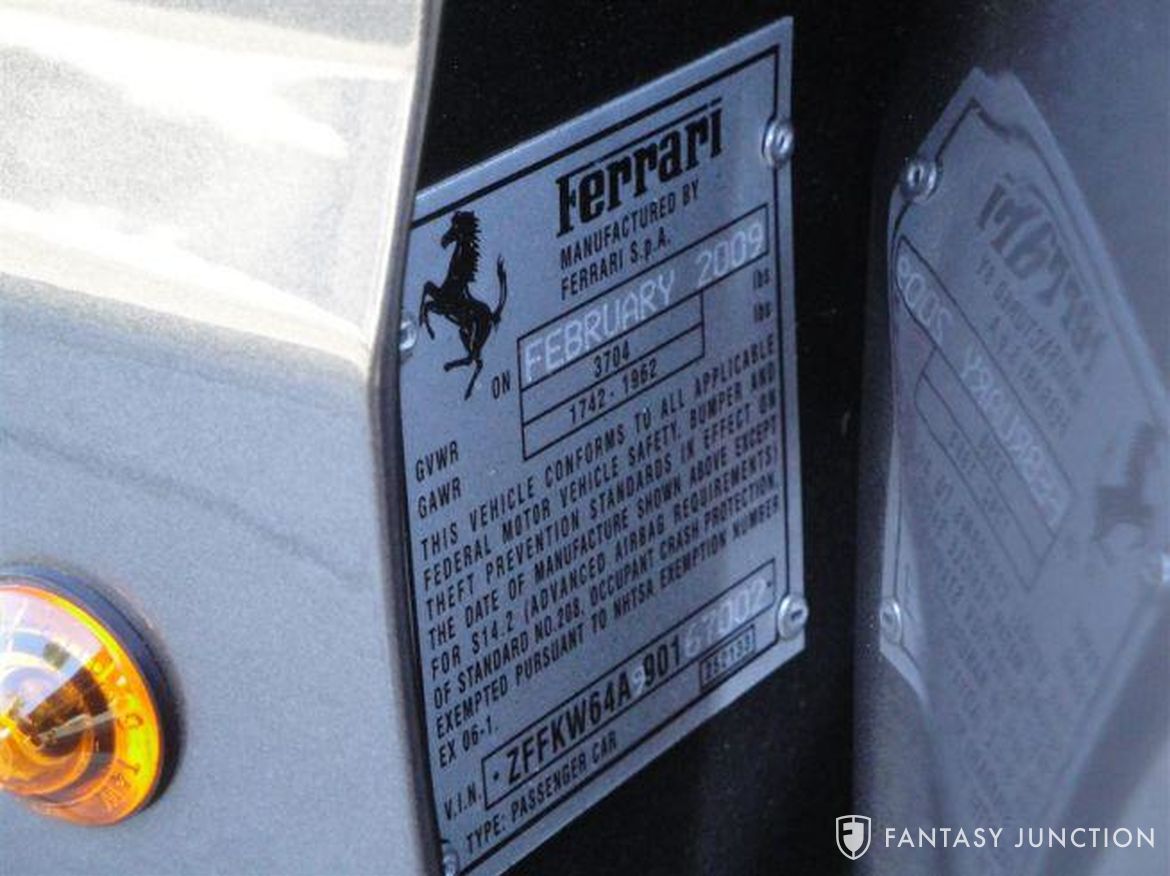 Ferrari
MANUFACTURED BY
FERRARI S.p.A.
ON FEBRUARY 2009
GVWR 3704 lbs
GAWR 1742 - 1962 lbs
THIS VEHICLE CONFORMS TO ALL APPLICABLE
FEDERAL MOTOR VEHICLE SAFETY, BUMPER AND
THEFT PREVENTION STANDARDS IN EFFECT ON
THE DATE OF MANUFACTURE SHOWN ABOVE EXCEPT
FOR S14.2 (ADVANCED AIRBAG REQUIREMENTS)
OF STANDARD NO.208, OCCUPANT CRASH PROTECTION,
EXEMPTED PURSUANT TO NHTSA EXEMPTION NUMBER
EX 06-1.
V.I.N. · ZFFKW64A990167002·
TYPE: PASSENGER CAR
FANTASY JUNCTION